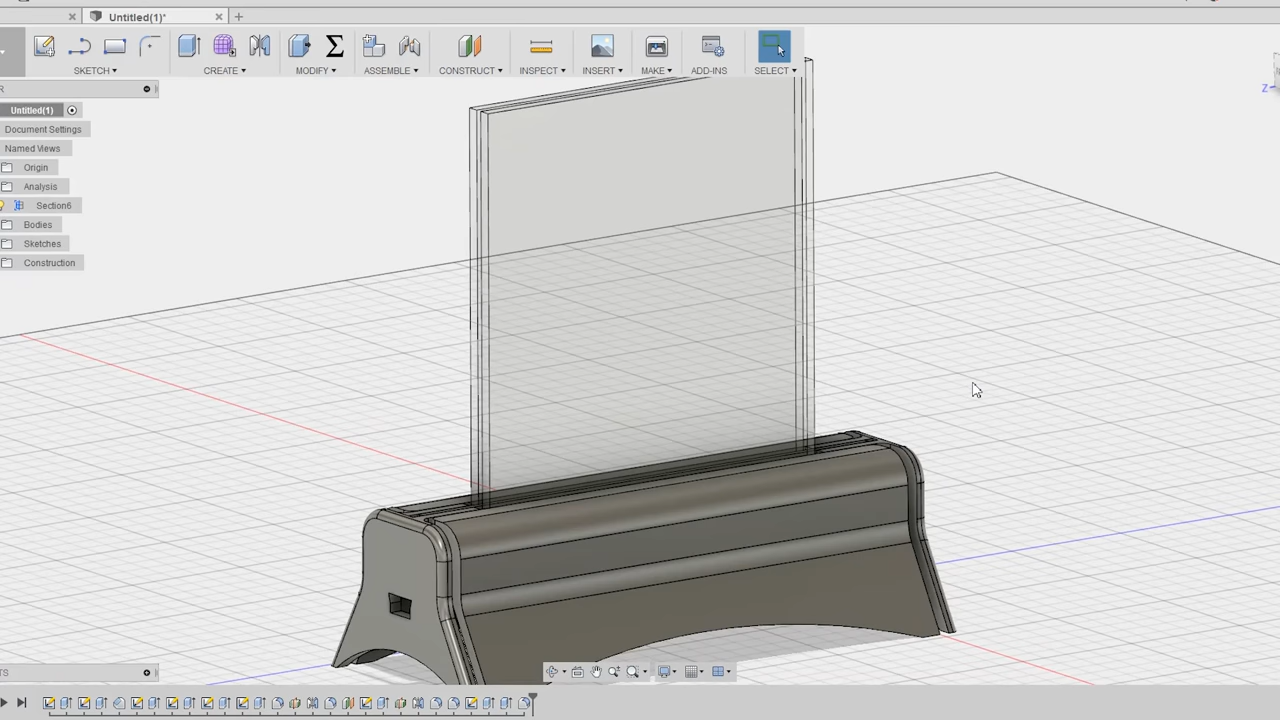 Untitled(1)*
SKETCH CREATE MODIFY ASSEMBLE CONSTRUCT INSPECT INSERT MAKE ADD-INS SELECT
R
Untitled(1)
Document Settings
Named Views
Origin
Analysis
Section6
Bodies
Sketches
Construction
Z
TS